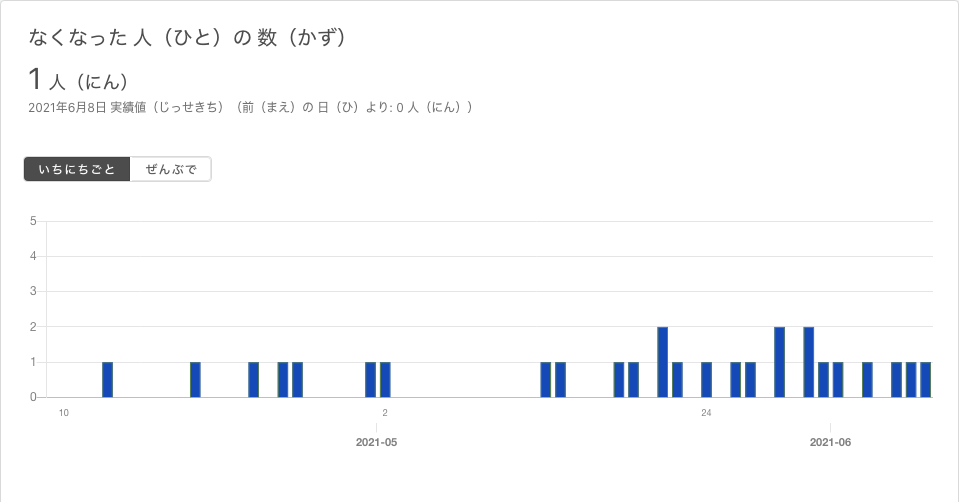 なくなった 人（ひと）の 数（かず）
1 人（にん）
2021年6月8日 実績値（じっせきち）（前（まえ）の 日（ひ）より: 0 人（にん））
いちにちごと ぜんぶで
5
4
3
2
1
0
10 2 24
2021-05 2021-06